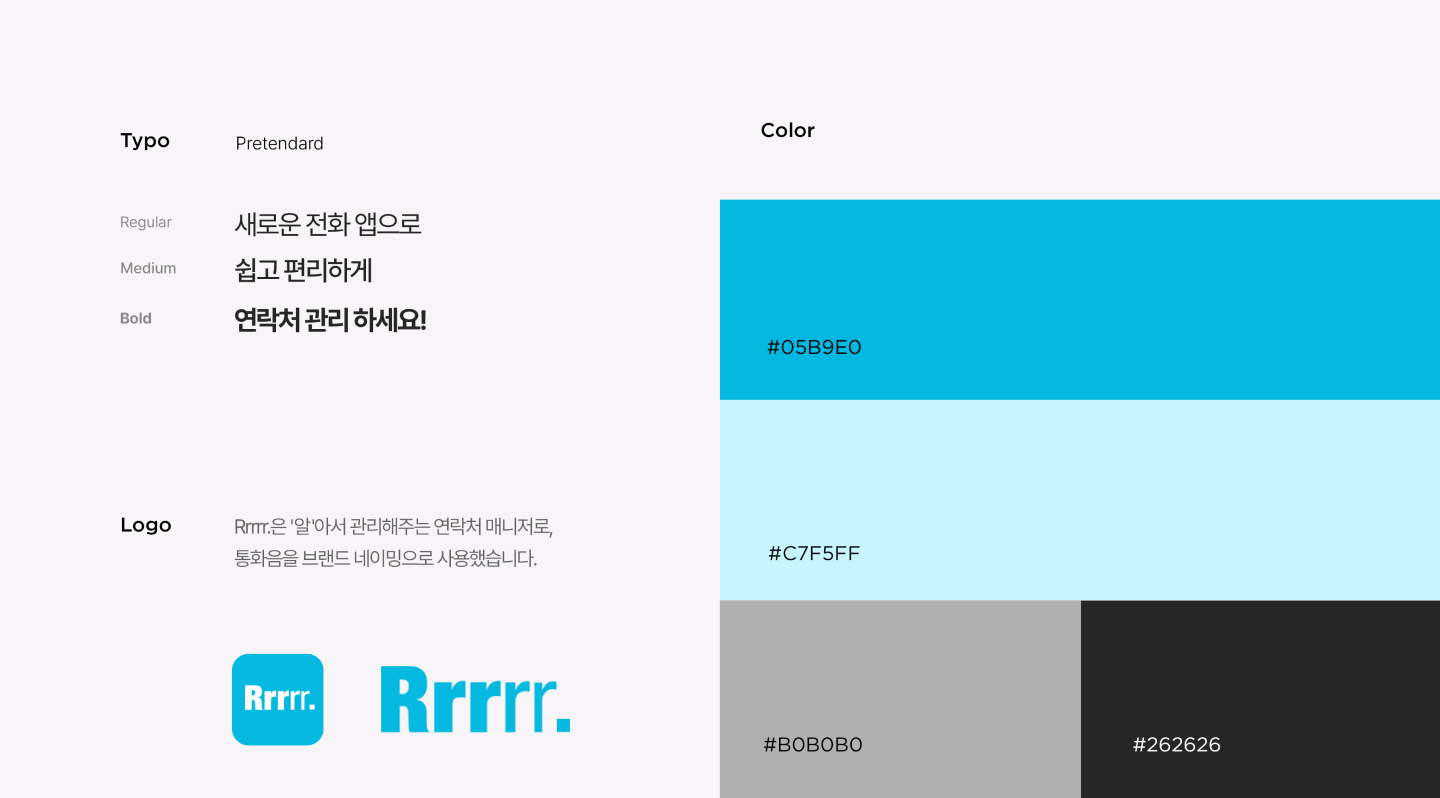 Typo
Pretendard
Regular
새로운 전화 앱으로
Medium
쉽고 편리하게
Bold
연락처 관리 하세요!
Logo
Rrrrr.은 '알'아서 관리해주는 연락처 매니저로,
통화음을 브랜드 네이밍으로 사용했습니다.
Rrrrr.
Rrrrr.
Color
#05B9E0
#C7F5FF
#B0B0B0
#262626